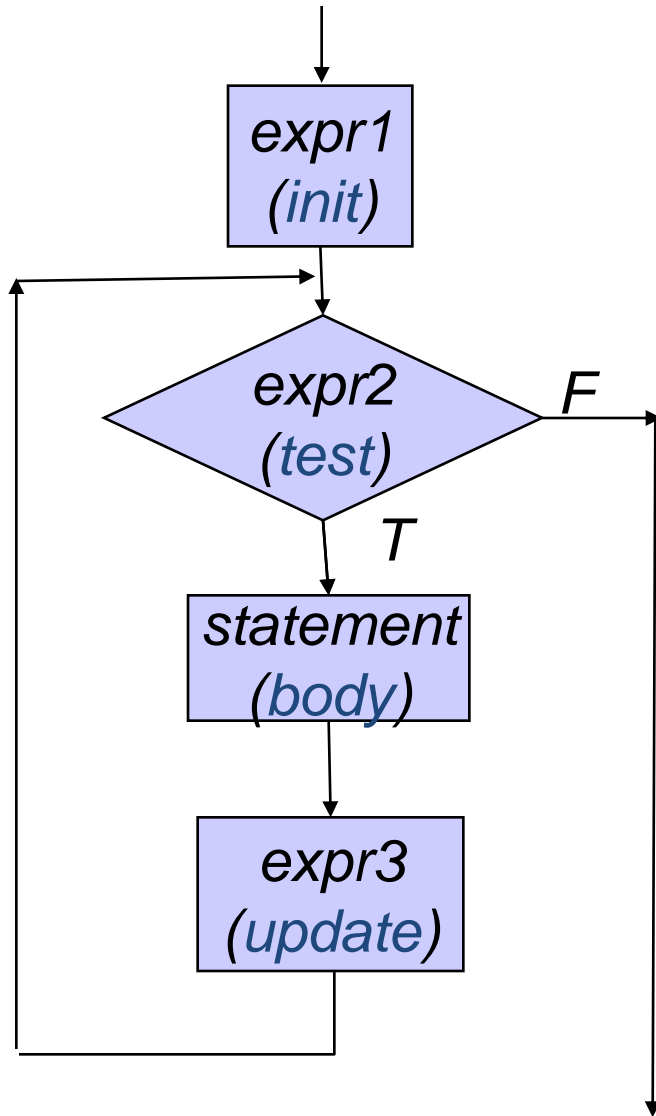 expr1
(init)
expr2
(test)
F
T
statement
(body)
expr3
(update)